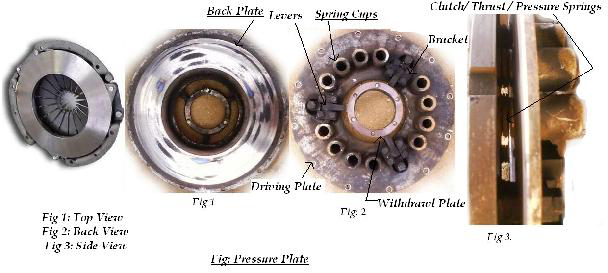 Clutch/ Thrust / Pressure Springs
Back Plate
Levers
Spring Cups
Bracket
Driving Plate
Withdrawl Plate
Fig 1
Fig: 2
Fig 3.
Fig 1: Top View
Fig 2: Back View
Fig 3: Side View
Fig: Pressure Plate